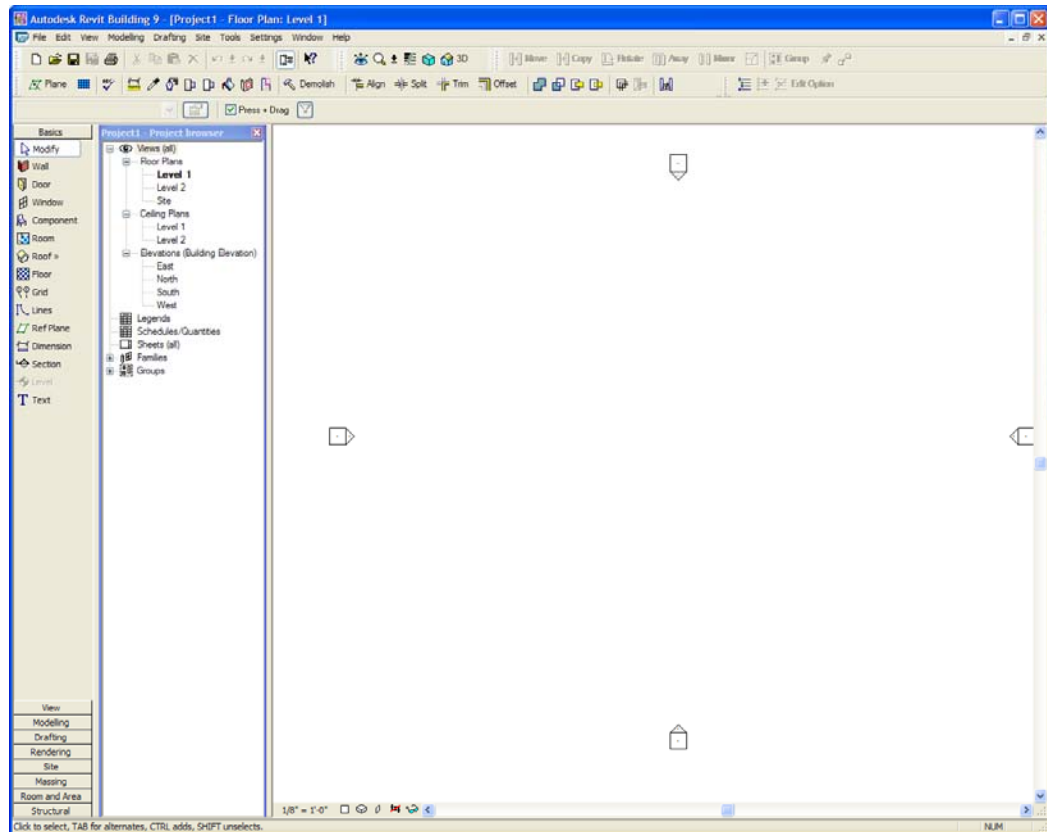 Autodesk Revit Building 9 - [Project1 - Floor Plan: Level 1]
File Edit View Modeling Drafting Site Tools Settings Window Help
3D Move Copy Rotate Array Mirror Group
Plane Demolish Align Split Trim Offset Edit Option
Press + Drag
Basics
Modify
Wall
Door
Window
Component
Room
Roof »
Floor
Grid
Lines
Ref Plane
Dimension
Section
Level
Text
View
Modelling
Drafting
Rendering
Site
Massing
Room and Area
Structural
Project1 - Project browser
Views (all)
Floor Plans
Level 1
Level 2
Site
Ceiling Plans
Level 1
Level 2
Elevations (Building Elevation)
East
North
South
West
Legends
Schedules/Quantities
Sheets (all)
Families
Groups
1/8" = 1'-0"
Click to select, TAB for alternates, CTRL adds, SHIFT unselects.
NUM